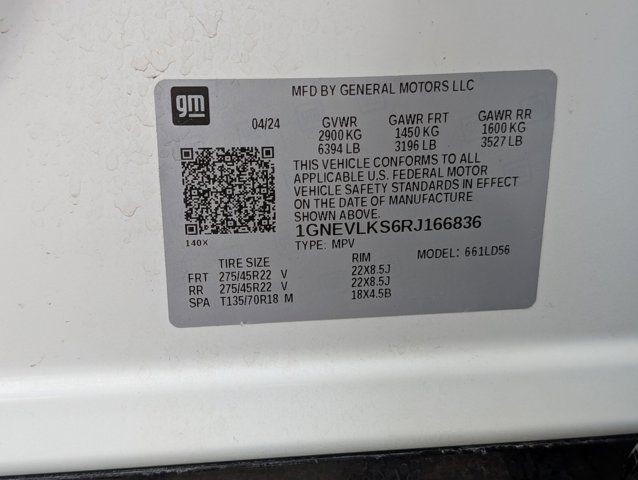 MFD BY GENERAL MOTORS LLC
gm
04/24 GVWR GAWR FRT GAWR RR
2900 KG 1450 KG 1600 KG
6394 LB 3196 LB 3527 LB
THIS VEHICLE CONFORMS TO ALL
APPLICABLE U.S. FEDERAL MOTOR
VEHICLE SAFETY STANDARDS IN EFFECT
ON THE DATE OF MANUFACTURE
SHOWN ABOVE.
1GNEVLKS6RJ166836
140X
TYPE: MPV MODEL: 661LD56
TIRE SIZE RIM
FRT 275/45R22 V 22X8.5J
RR 275/45R22 V 22X8.5J
SPA T135/70R18 M 18X4.5B